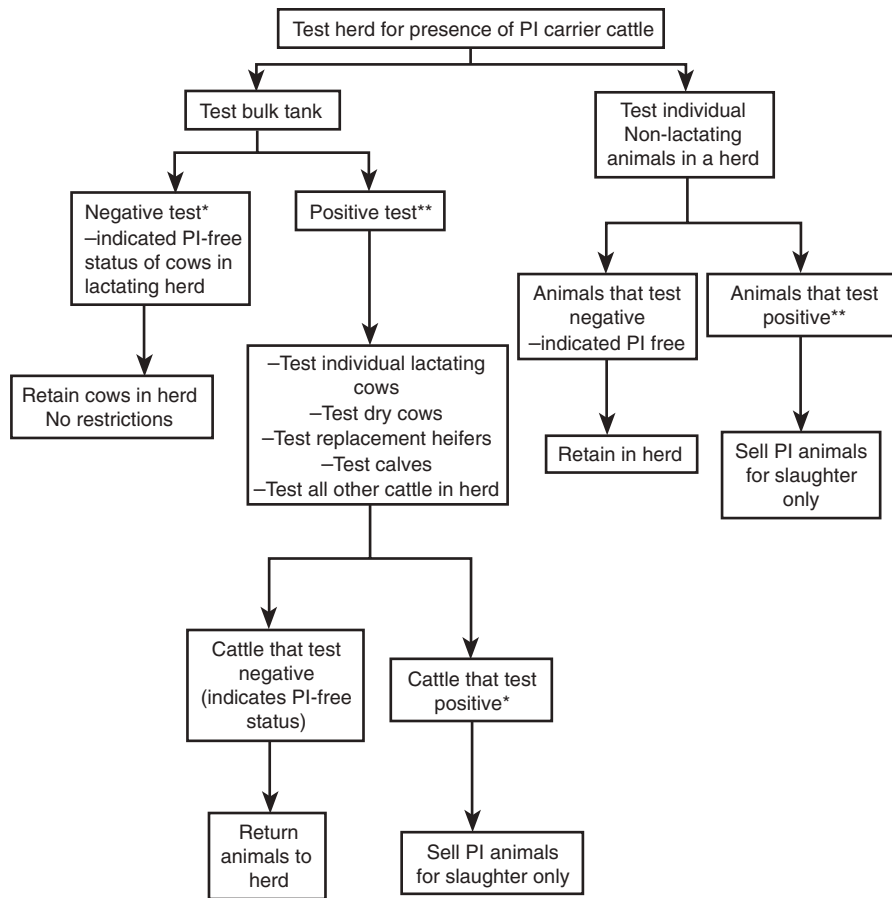 Test herd for presence of PI carrier cattle
Test bulk tank
Test individual
Non-lactating
animals in a herd
Negative test*
–indicated PI-free
status of cows in
lactating herd
Positive test**
Animals that test
negative
–indicated PI free
Animals that test
positive**
Retain cows in herd
No restrictions
–Test individual lactating
cows
–Test dry cows
–Test replacement heifers
–Test calves
–Test all other cattle in herd
Retain in herd
Sell PI animals
for slaughter
only
Cattle that test
negative
(indicates PI-free
status)
Cattle that test
positive*
Return
animals to
herd
Sell PI animals
for slaughter only